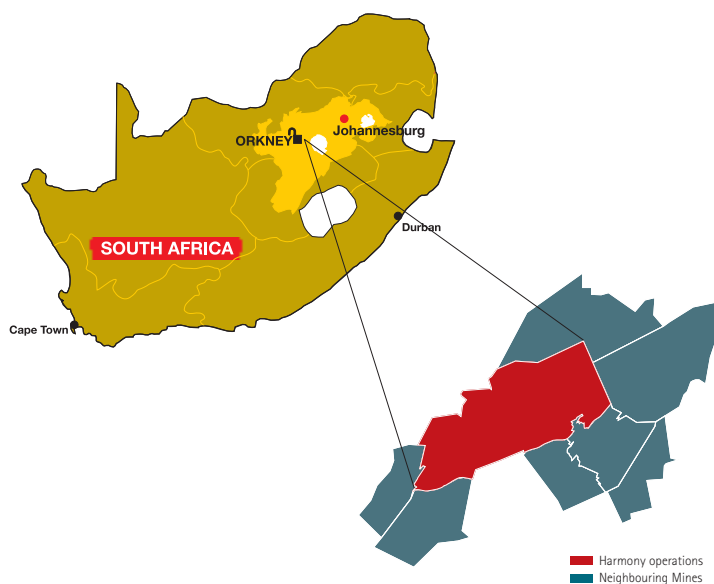 Johannesburg
ORKNEY
Durban
SOUTH AFRICA
Cape Town
Harmony operations
Neighbouring Mines